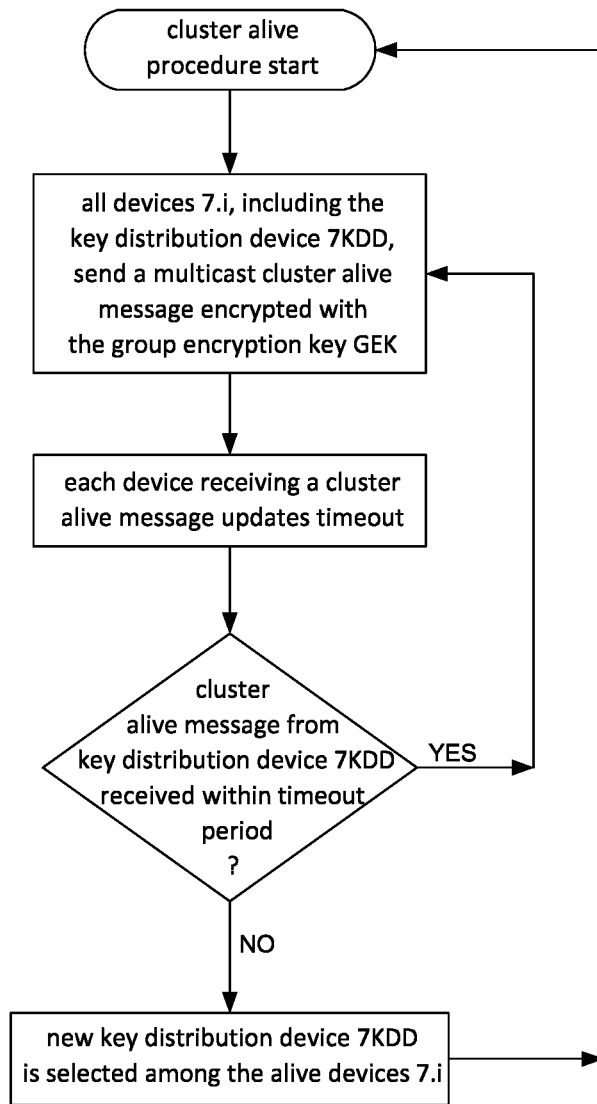 cluster alive
procedure start
all devices 7.i, including the
key distribution device 7KDD,
send a multicast cluster alive
message encrypted with
the group encryption key GEK
each device receiving a cluster
alive message updates timeout
cluster
alive message from
key distribution device 7KDD
received within timeout
period
?
YES
NO
new key distribution device 7KDD
is selected among the alive devices 7.i